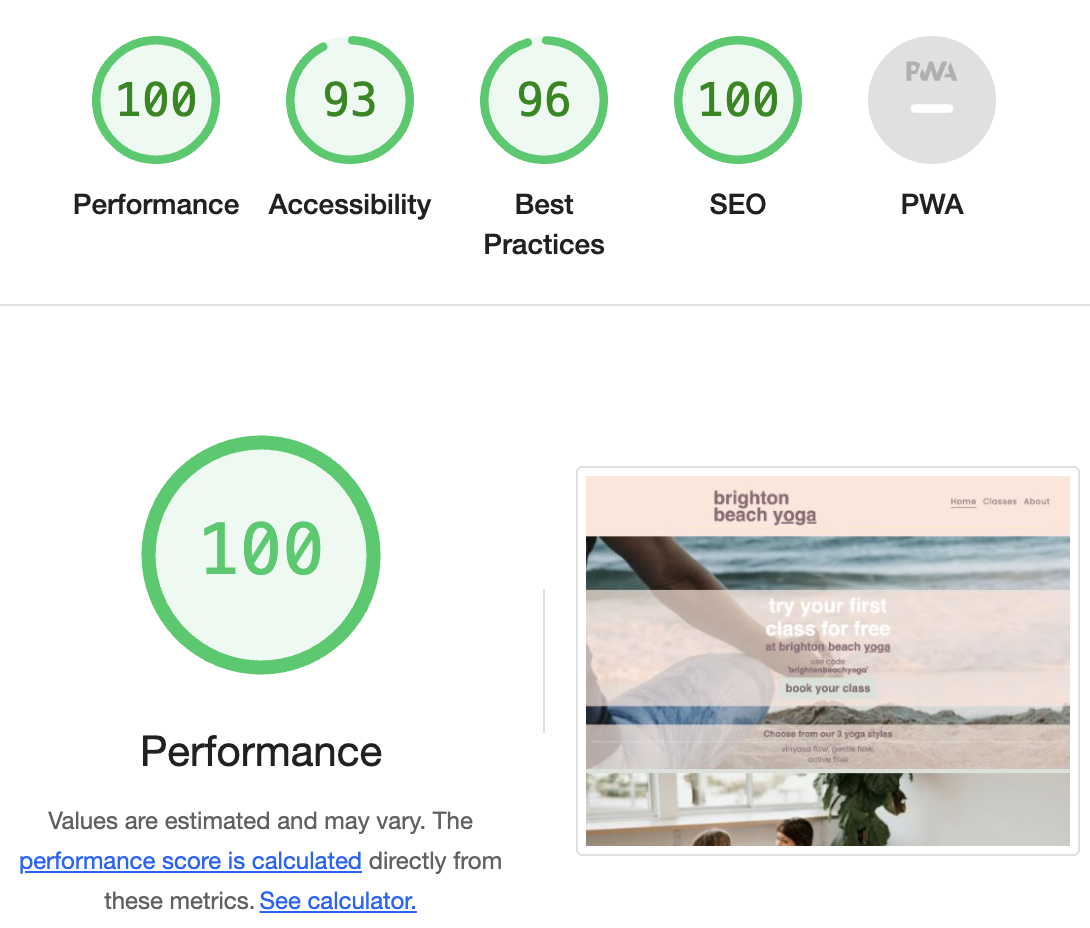 100
93
96
100
PWA
Performance
Accessibility
Best
Practices
SEO
PWA
100
Performance
Values are estimated and may vary. The
performance score is calculated directly from
these metrics. See calculator.
brighton
beach yoga
Home Classes About
try your first
class for free
at brighton beach yoga
use code
'brightonbeachyoga'
book your class
Choose from our 3 yoga styles
vinyasa flow, gentle flow,
active flow